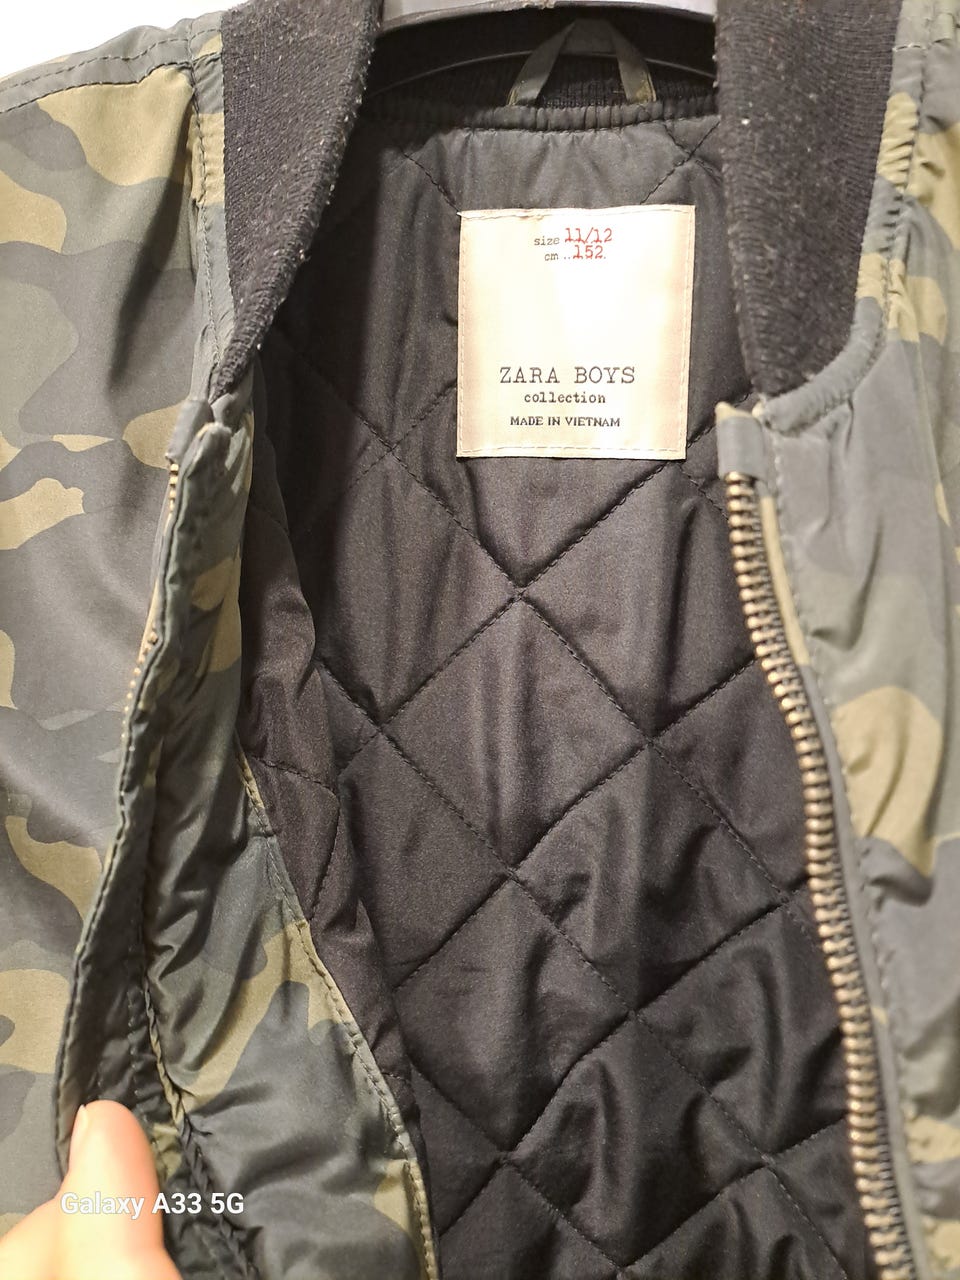 size 11/12
cm 152
ZARA BOYS
collection
MADE IN VIETNAM
Galaxy A33 5G